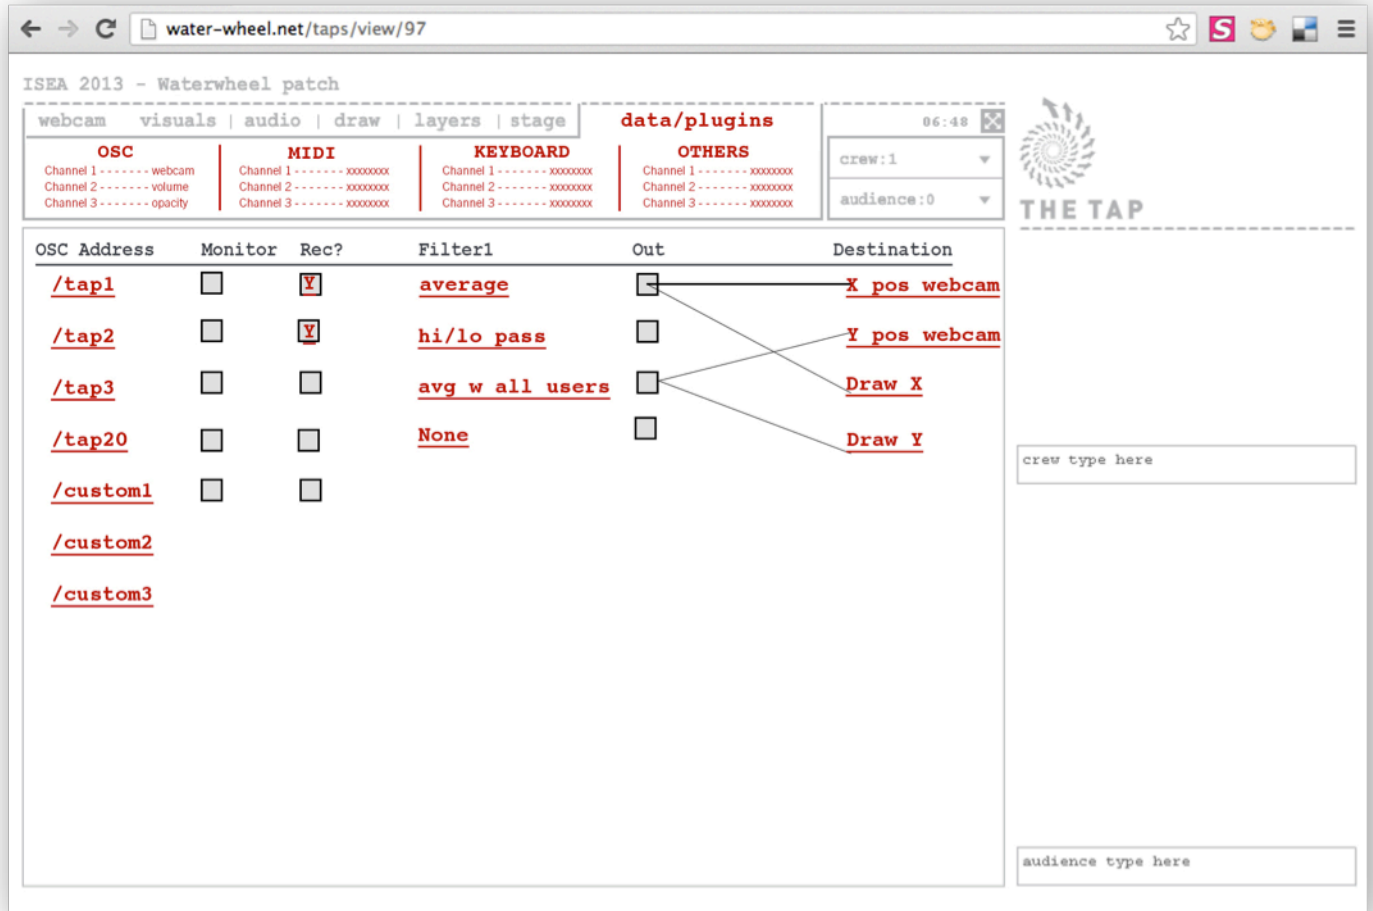 water-wheel.net/taps/view/97
ISEA 2013 - Waterwheel patch
webcam visuals | audio | draw | layers | stage data/plugins 06:48
OSC MIDI KEYBOARD OTHERS
Channel 1 - - - - - - - webcam Channel 1 - - - - - - - xxxxxxxx Channel 1 - - - - - - - xxxxxxxx Channel 1 - - - - - - - xxxxxxxx
Channel 2 - - - - - - - volume Channel 2 - - - - - - - xxxxxxxx Channel 2 - - - - - - - xxxxxxxx Channel 2 - - - - - - - xxxxxxxx
Channel 3 - - - - - - - opacity Channel 3 - - - - - - - xxxxxxxx Channel 3 - - - - - - - xxxxxxxx Channel 3 - - - - - - - xxxxxxxx
crew:1
audience:0
THE TAP
OSC Address Monitor Rec? Filter1 Out Destination
/tap1 Y average X pos webcam
/tap2 Y hi/lo pass Y pos webcam
/tap3 avg w all users Draw X
/tap20 None Draw Y
/custom1
/custom2
/custom3
crew type here
audience type here